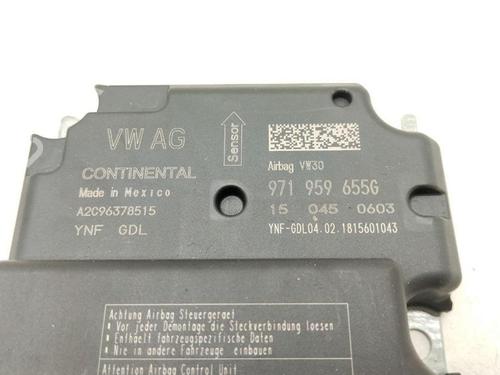 VW AG
CONTINENTAL
Made in Mexico
A2C96378515
YNF GDL
Sensor
Airbag VW30
971 959 655G
15 045 0603
YNF-GDL04.02.1815601043
Achtung Airbag Steuergeraet
• Vor jeder Demontage die Steckverbindung loesen
• Enthaelt fahrzeugspezifische Daten
• Nie in andere Fahrzeuge einbauen
Attention Airbag Control Unit